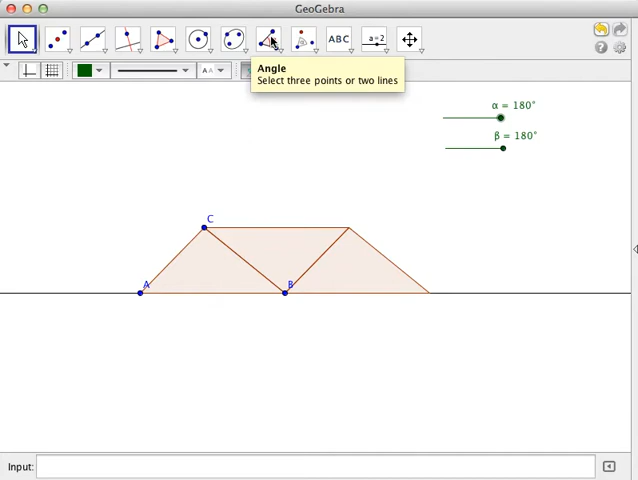 GeoGebra
ABC
a=2
?
A A
Angle
Select three points or two lines
α = 180°
β = 180°
C
A
B
Input: